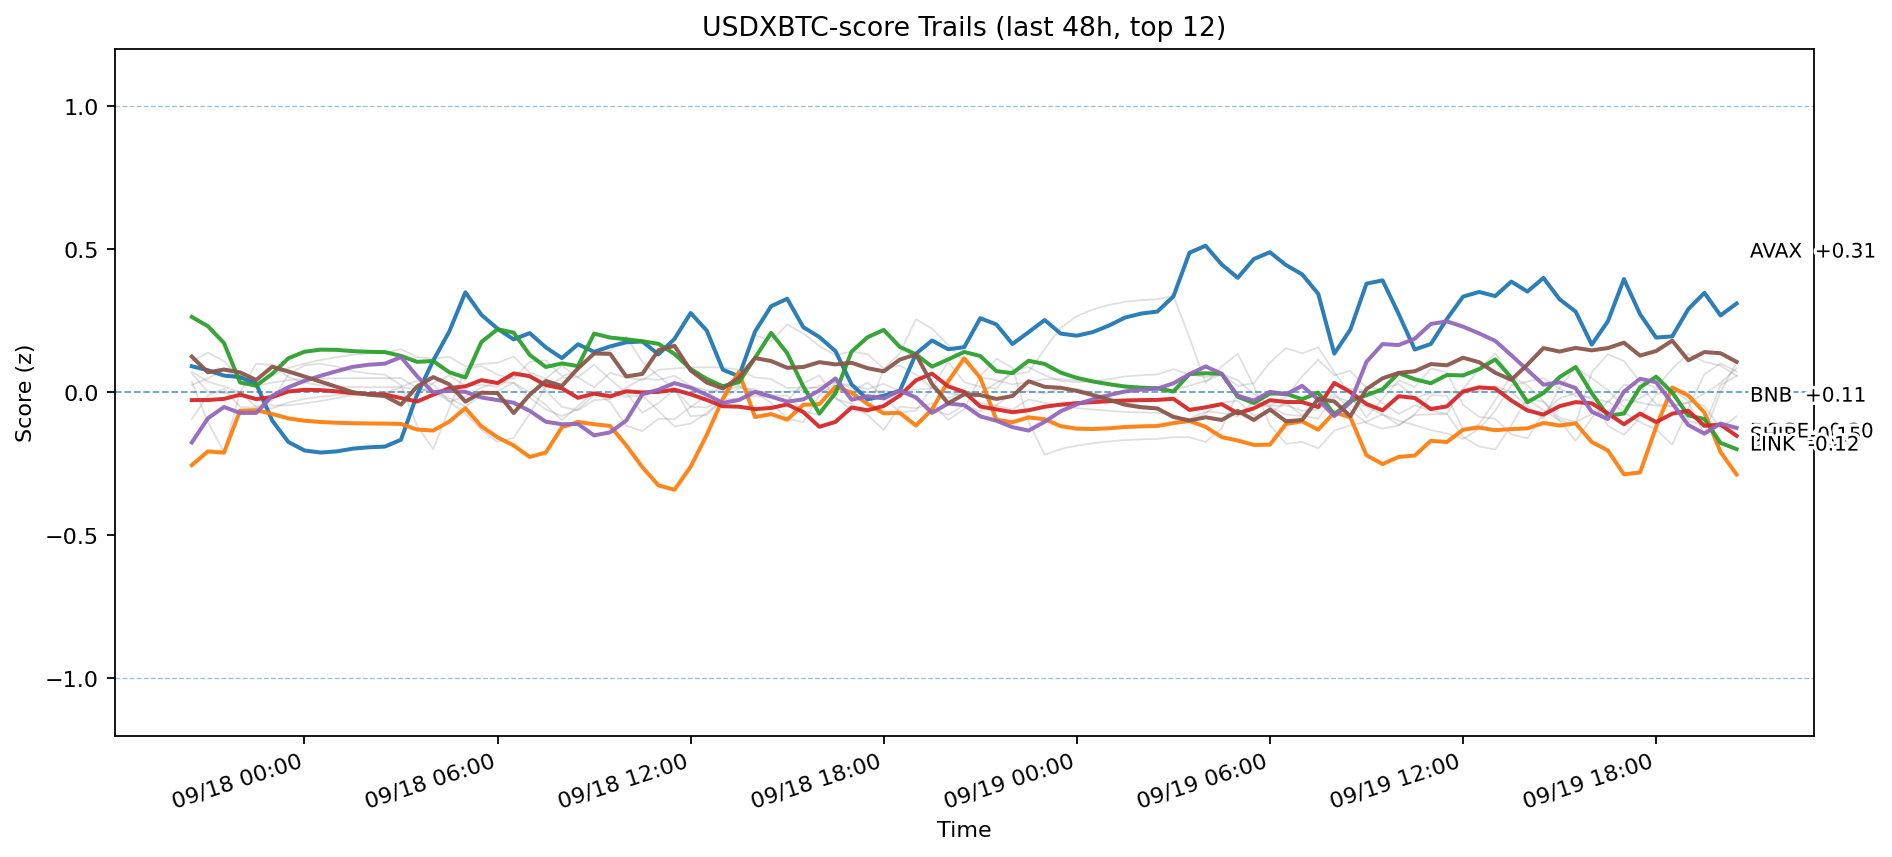 USDXBTC-score Trails (last 48h, top 12)
1.0
0.5
0.0
−0.5
−1.0
Score (z)
AVAX +0.31
BNB +0.11
LINK -0.12
09/18 00:00
09/18 06:00
09/18 12:00
09/18 18:00
09/19 00:00
09/19 06:00
09/19 12:00
09/19 18:00
Time